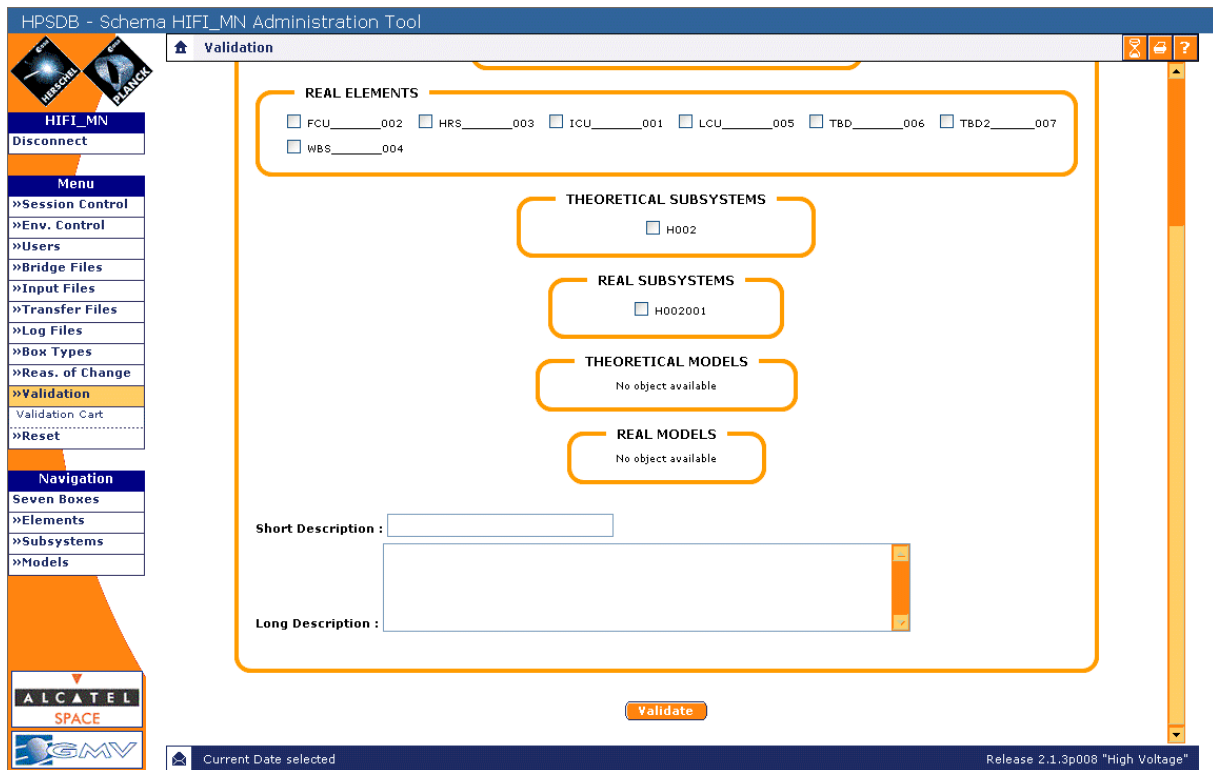 HPSDB - Schema HIFI_MN Administration Tool
esa esa
HERSCHEL PLANCK
Validation
?
HIFI_MN
Disconnect
Menu
»Session Control
»Env. Control
»Users
»Bridge Files
»Input Files
»Transfer Files
»Log Files
»Box Types
»Reas. of Change
»Validation
Validation Cart
»Reset
Navigation
Seven Boxes
»Elements
»Subsystems
»Models
ALCATEL
SPACE
GMV
REAL ELEMENTS
FCU_______002 HRS_______003 ICU_______001 LCU_______005 TBD_______006 TBD2______007
WBS_______004
THEORETICAL SUBSYSTEMS
H002
REAL SUBSYSTEMS
H002001
THEORETICAL MODELS
No object available
REAL MODELS
No object available
Short Description :
Long Description :
Validate
Current Date selected Release 2.1.3p008 "High Voltage"